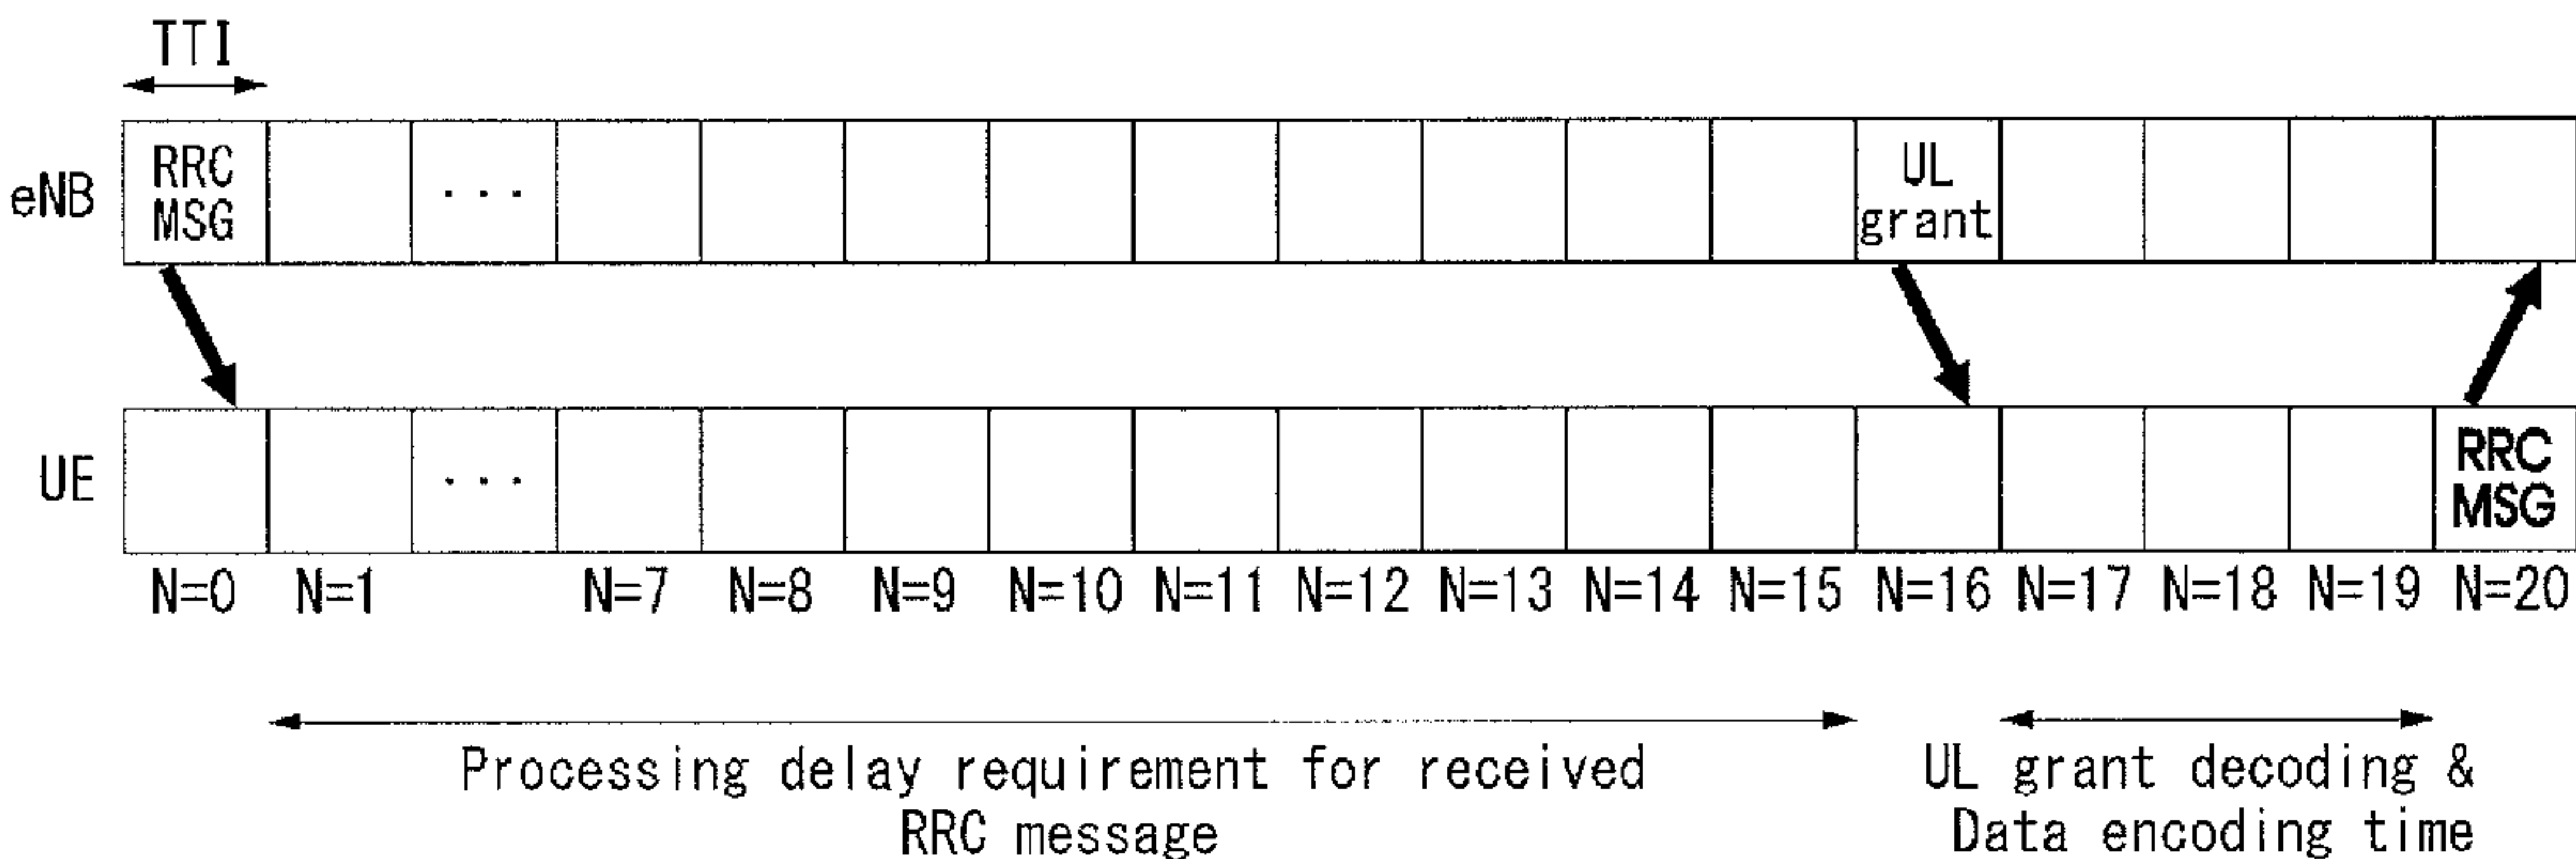 TTI
eNB
RRC
MSG
. . .
UL
grant
UE
. . .
RRC
MSG
N=0 N=1 N=7 N=8 N=9 N=10 N=11 N=12 N=13 N=14 N=15 N=16 N=17 N=18 N=19 N=20
Processing delay requirement for received
RRC message
UL grant decoding &
Data encoding time